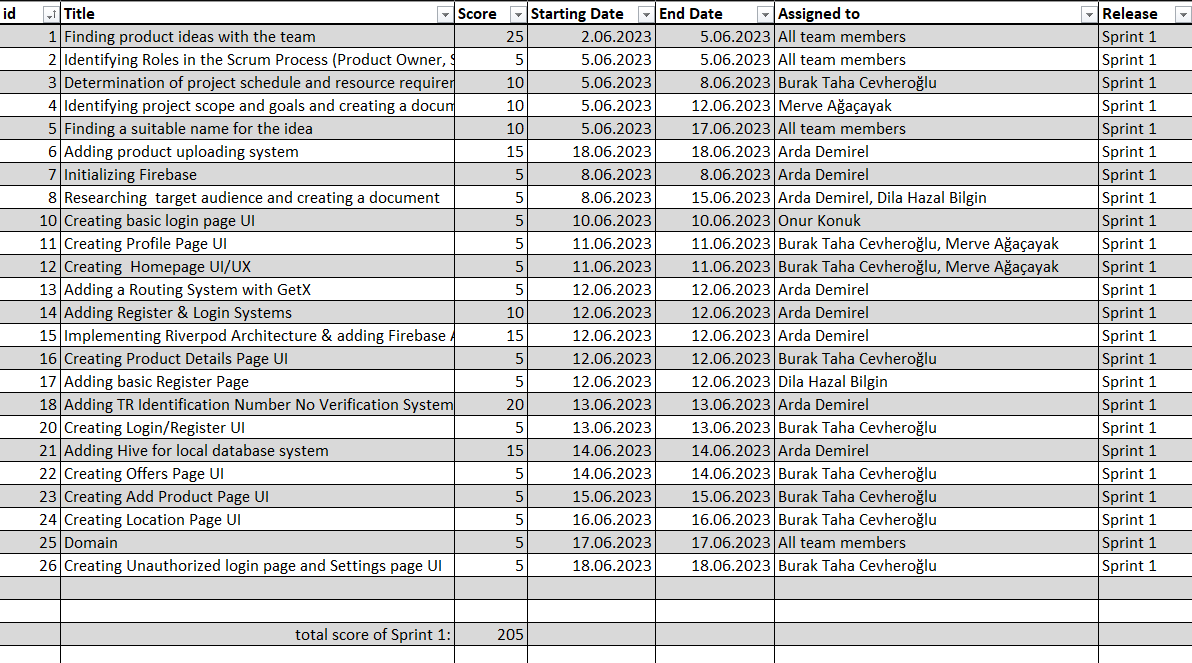 id Title Score Starting Date End Date Assigned to Release
1 Finding product ideas with the team 25 2.06.2023 5.06.2023 All team members Sprint 1
2 Identifying Roles in the Scrum Process (Product Owner, 5 5.06.2023 5.06.2023 All team members Sprint 1
3 Determination of project schedule and resource requirer 10 5.06.2023 8.06.2023 Burak Taha Cevheroğlu Sprint 1
4 Identifying project scope and goals and creating a docum 10 5.06.2023 12.06.2023 Merve Ağaçayak Sprint 1
5 Finding a suitable name for the idea 10 5.06.2023 17.06.2023 All team members Sprint 1
6 Adding product uploading system 15 18.06.2023 18.06.2023 Arda Demirel Sprint 1
7 Initializing Firebase 5 8.06.2023 8.06.2023 Arda Demirel Sprint 1
8 Researching target audience and creating a document 5 8.06.2023 15.06.2023 Arda Demirel, Dila Hazal Bilgin Sprint 1
10 Creating basic login page UI 5 10.06.2023 10.06.2023 Onur Konuk Sprint 1
11 Creating Profile Page UI 5 11.06.2023 11.06.2023 Burak Taha Cevheroğlu, Merve Ağaçayak Sprint 1
12 Creating Homepage UI/UX 5 11.06.2023 11.06.2023 Burak Taha Cevheroğlu, Merve Ağaçayak Sprint 1
13 Adding a Routing System with GetX 5 12.06.2023 12.06.2023 Arda Demirel Sprint 1
14 Adding Register & Login Systems 10 12.06.2023 12.06.2023 Arda Demirel Sprint 1
15 Implementing Riverpod Architecture & adding Firebase 15 12.06.2023 12.06.2023 Arda Demirel Sprint 1
16 Creating Product Details Page UI 5 12.06.2023 12.06.2023 Burak Taha Cevheroğlu Sprint 1
17 Adding basic Register Page 5 12.06.2023 12.06.2023 Dila Hazal Bilgin Sprint 1
18 Adding TR Identification Number No Verification System 20 13.06.2023 13.06.2023 Arda Demirel Sprint 1
20 Creating Login/Register UI 5 13.06.2023 13.06.2023 Burak Taha Cevheroğlu Sprint 1
21 Adding Hive for local database system 15 14.06.2023 14.06.2023 Arda Demirel Sprint 1
22 Creating Offers Page UI 5 14.06.2023 14.06.2023 Burak Taha Cevheroğlu Sprint 1
23 Creating Add Product Page UI 5 15.06.2023 15.06.2023 Burak Taha Cevheroğlu Sprint 1
24 Creating Location Page UI 5 16.06.2023 16.06.2023 Burak Taha Cevheroğlu Sprint 1
25 Domain 5 17.06.2023 17.06.2023 All team members Sprint 1
26 Creating Unauthorized login page and Settings page UI 5 18.06.2023 18.06.2023 Burak Taha Cevheroğlu Sprint 1
total score of Sprint 1: 205